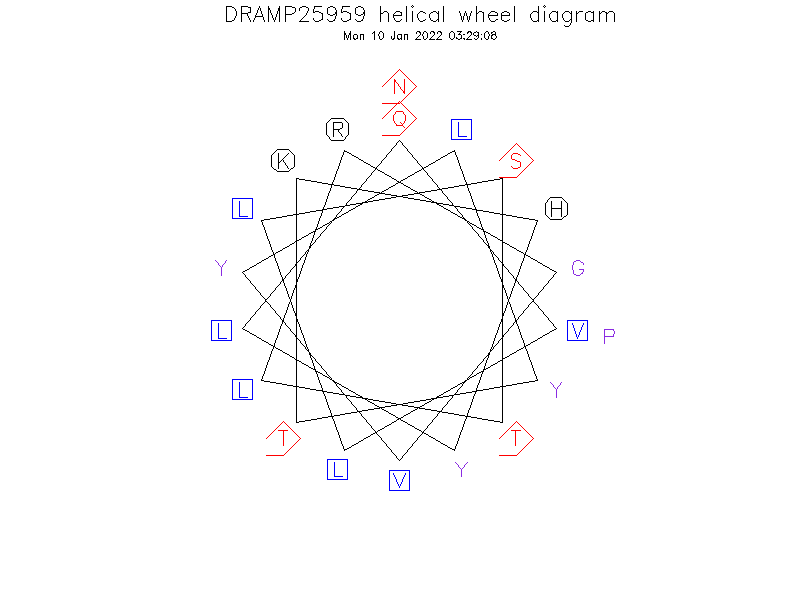 DRAMP25959 helical wheel diagram
Mon 10 Jan 2022 03:29:08
N
Q
R L
K S
L H
Y G
L V P
L Y
T T
L Y
V